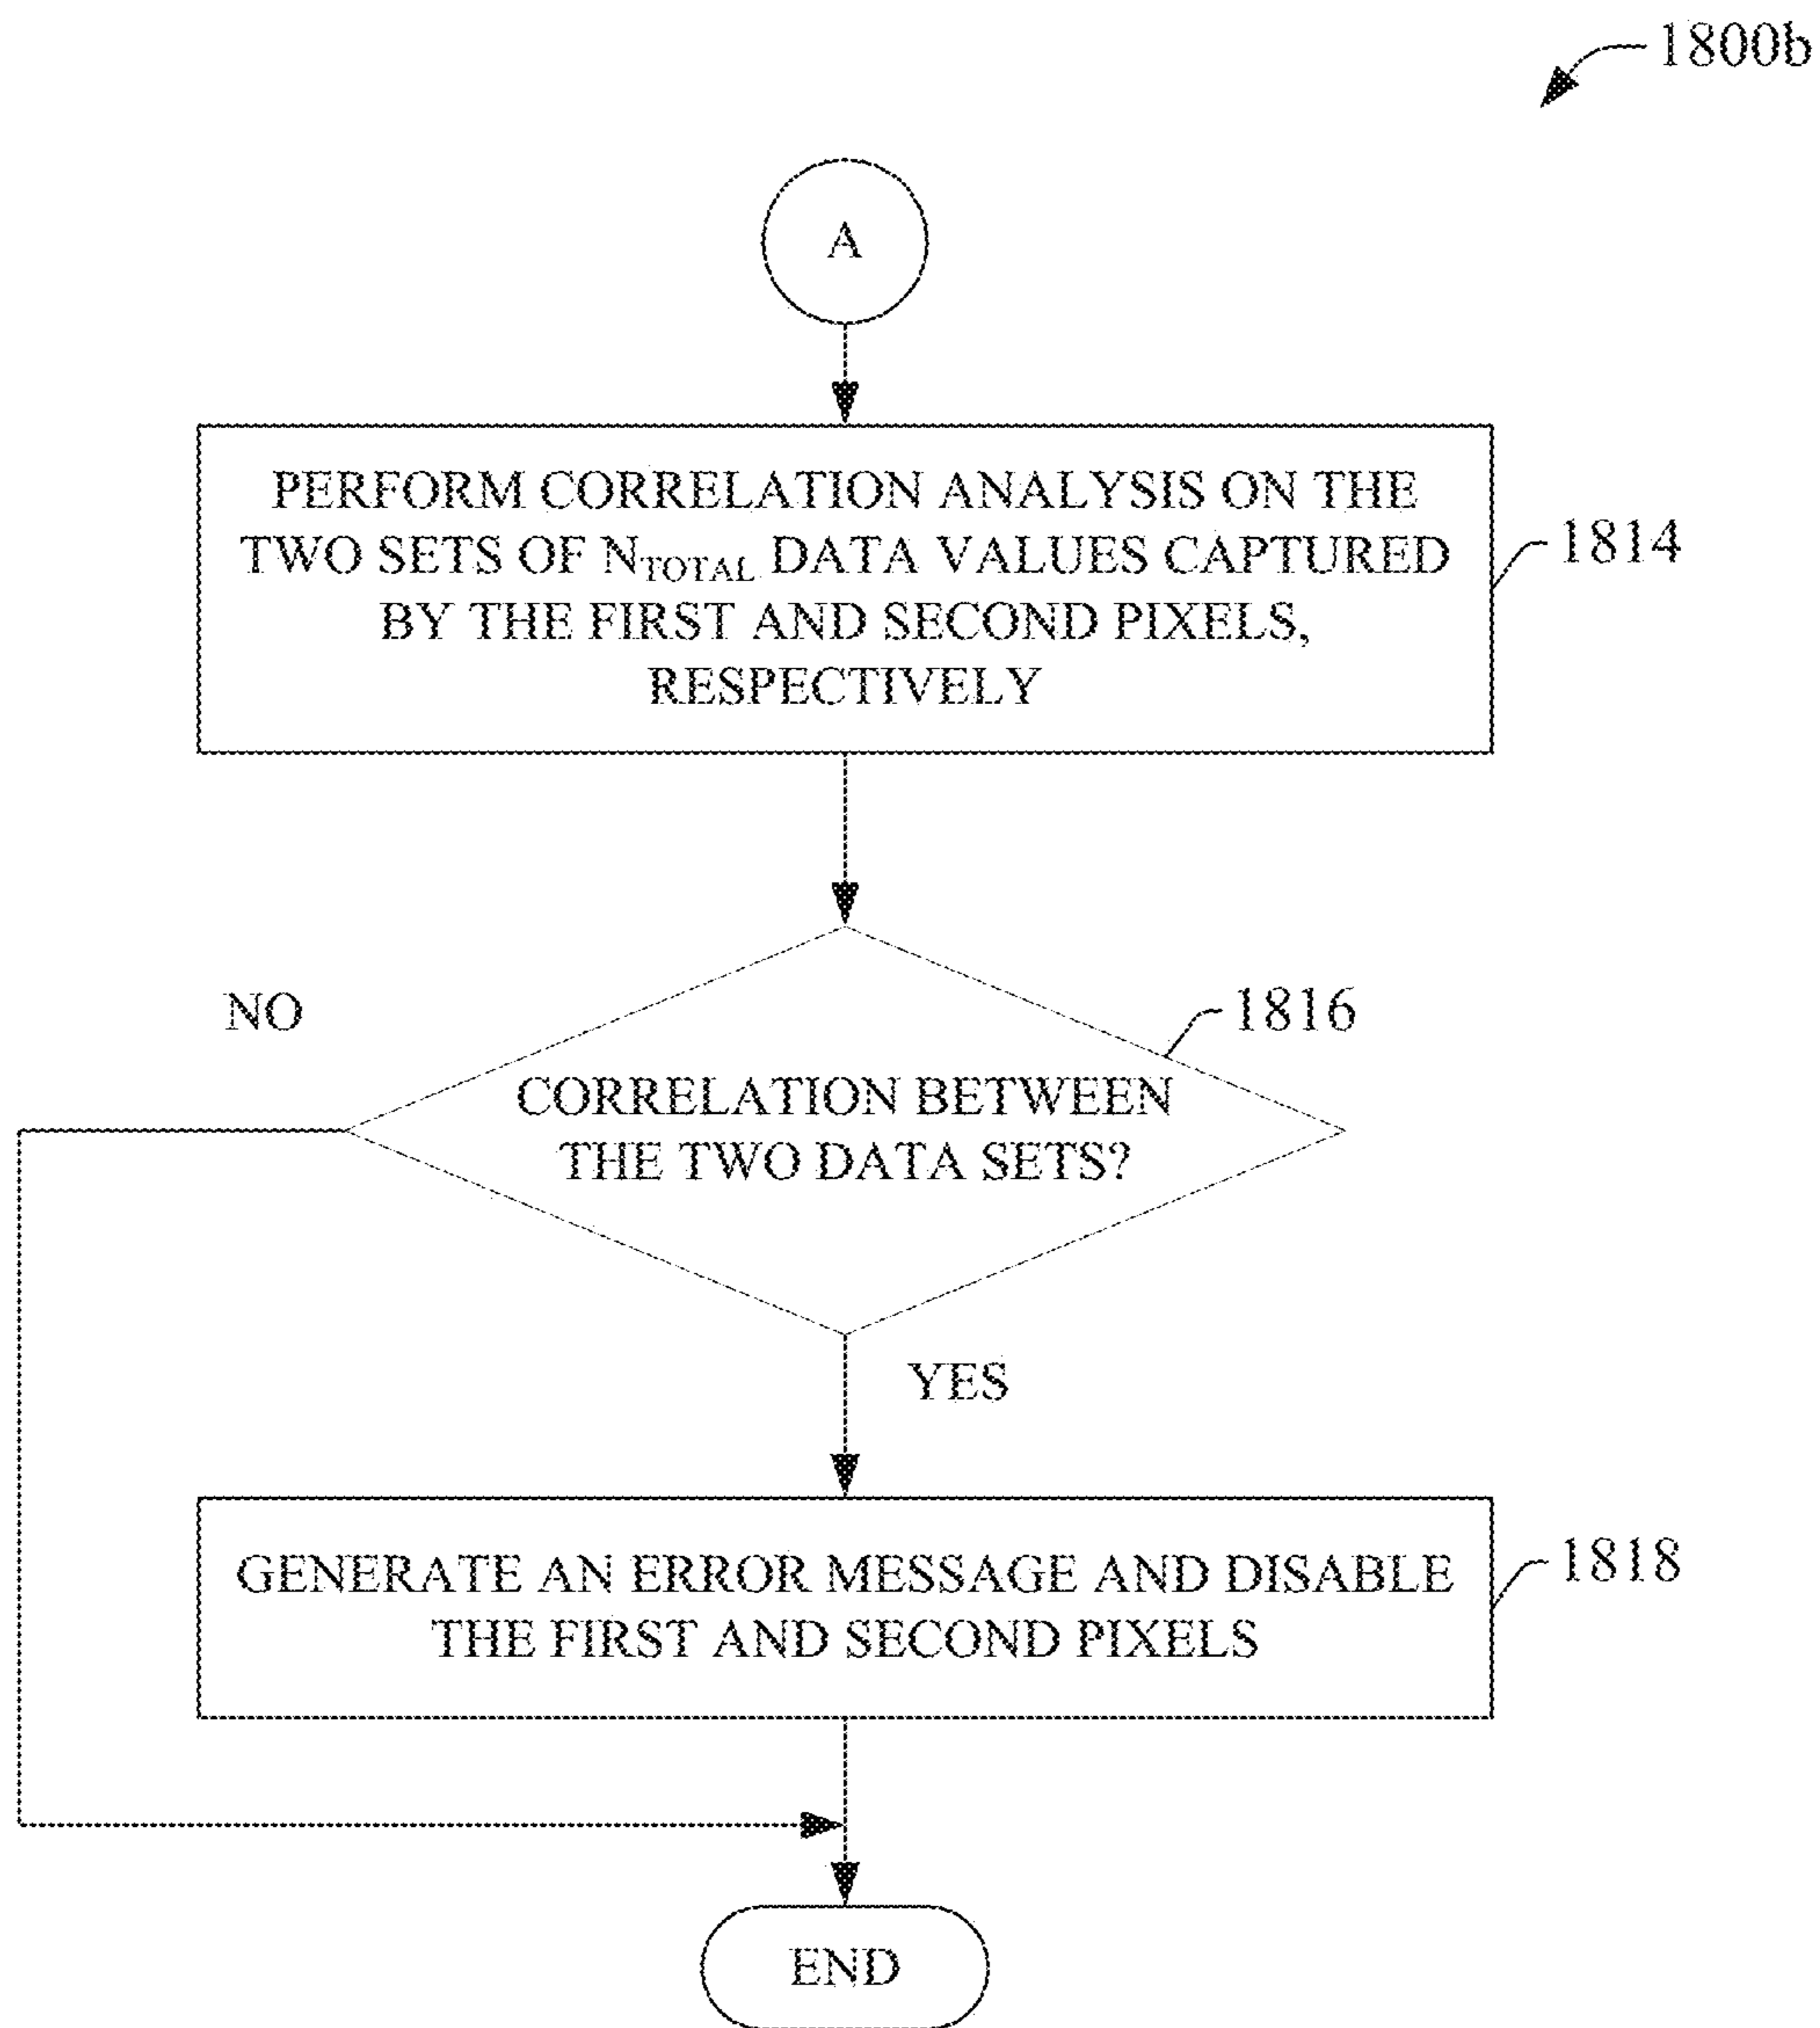 1800b
A
PERFORM CORRELATION ANALYSIS ON THE
TWO SETS OF N_TOTAL DATA VALUES CAPTURED
BY THE FIRST AND SECOND PIXELS,
RESPECTIVELY
1814
NO
1816
CORRELATION BETWEEN
THE TWO DATA SETS?
YES
GENERATE AN ERROR MESSAGE AND DISABLE
THE FIRST AND SECOND PIXELS
1818
END